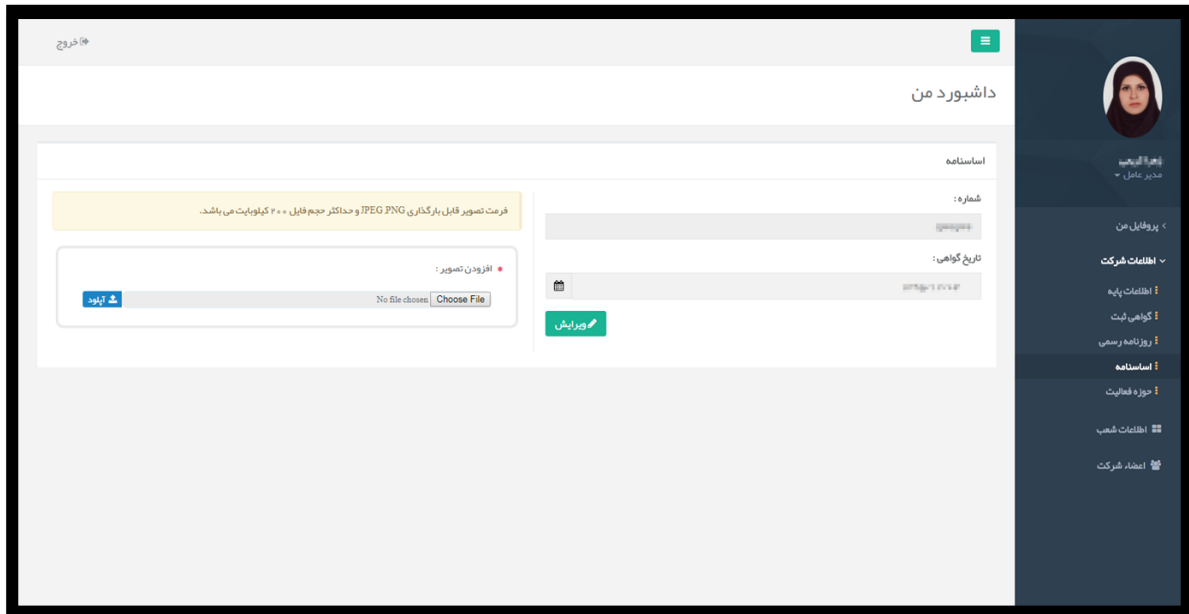 خروج
داشبورد من
اساسنامه
شماره :
تاریخ گواهی :
ویرایش
فرمت تصویر قابل بارگذاری JPEG ,PNG و حداکثر حجم فایل ۲۰۰ کیلوبایت می باشد.
* افزودن تصویر :
Choose File No file chosen
آپلود
مدیر عامل
پروفایل من
اطلاعات شرکت
اطلاعات پایه
گواهی ثبت
روزنامه رسمی
اساسنامه
حوزه فعالیت
اطلاعات شعب
اعضاء شرکت